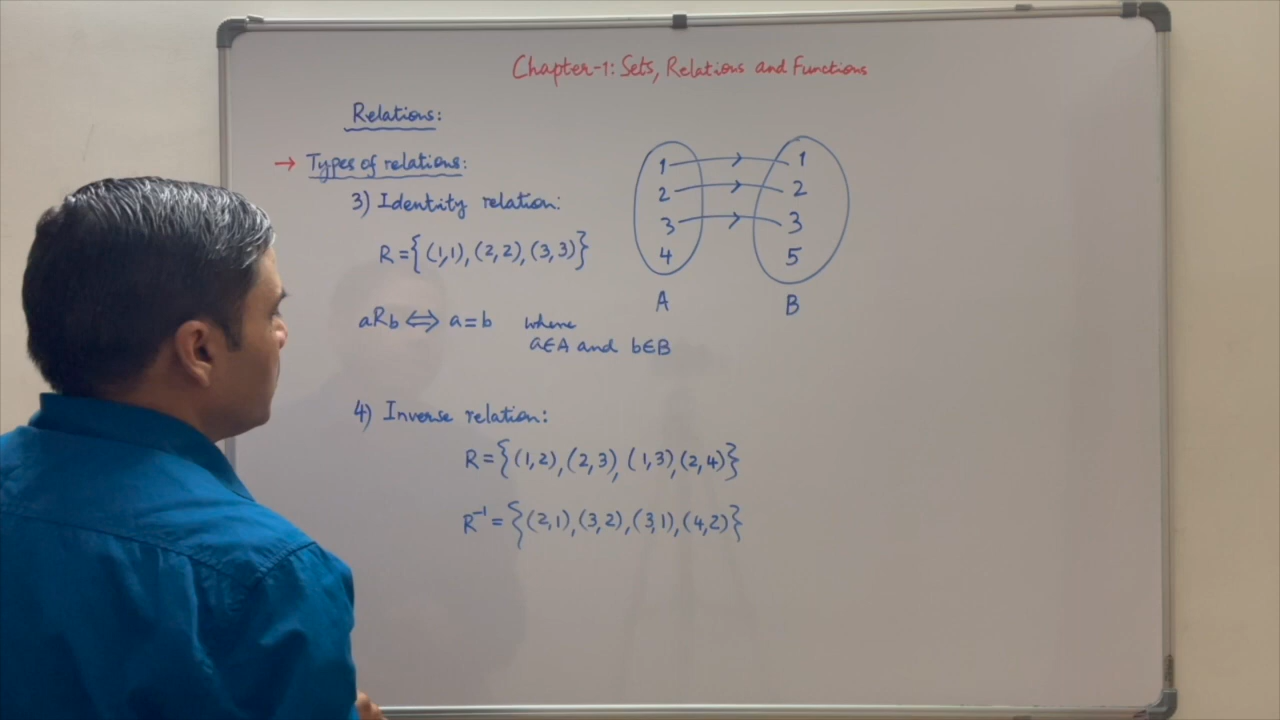 Chapter-1: Sets, Relations and Functions
Relations:
→ Types of relations:
3) Identity relation:
R = {(1,1), (2,2), (3,3)}
1 1
2 2
3 3
4 5
A B
aRb ⇔ a=b where
a∈A and b∈B
4) Inverse relation:
R = {(1,2), (2,3), (1,3), (2,4)}
R⁻¹ = {(2,1), (3,2), (3,1), (4,2)}